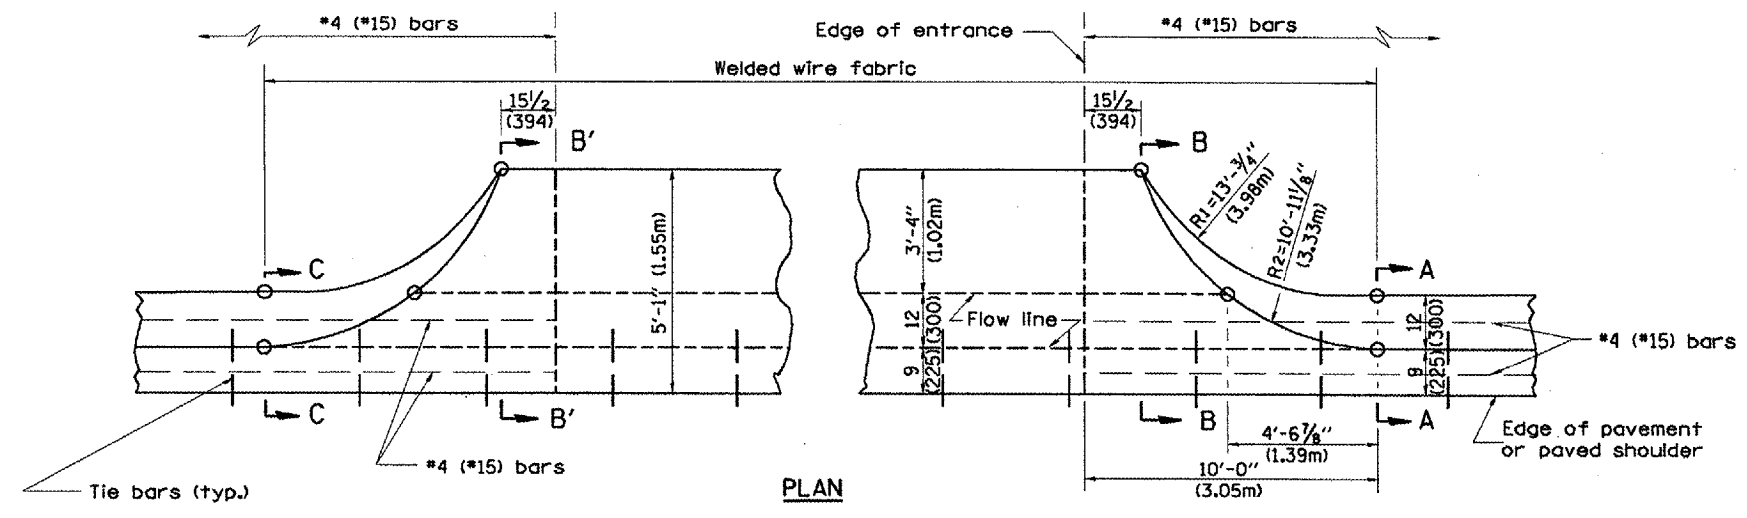 #4 (#15) bars
Edge of entrance
#4 (#15) bars
Welded wire fabric
15 1/2
(394)
15 1/2
(394)
B'
B
R1=13'-3/4"
(3.98m)
R2=10'-11 1/8"
(3.33m)
5'-1" (1.55m)
3'-4"
(1.02m)
C
A
12
(300)
9
(225)
Flow line
12
(300)
9
(225)
#4 (#15) bars
C
B'
B
A
4'-6 7/8"
(1.39m)
10'-0"
(3.05m)
Edge of pavement
or paved shoulder
#4 (#15) bars
Tie bars (typ.)
PLAN